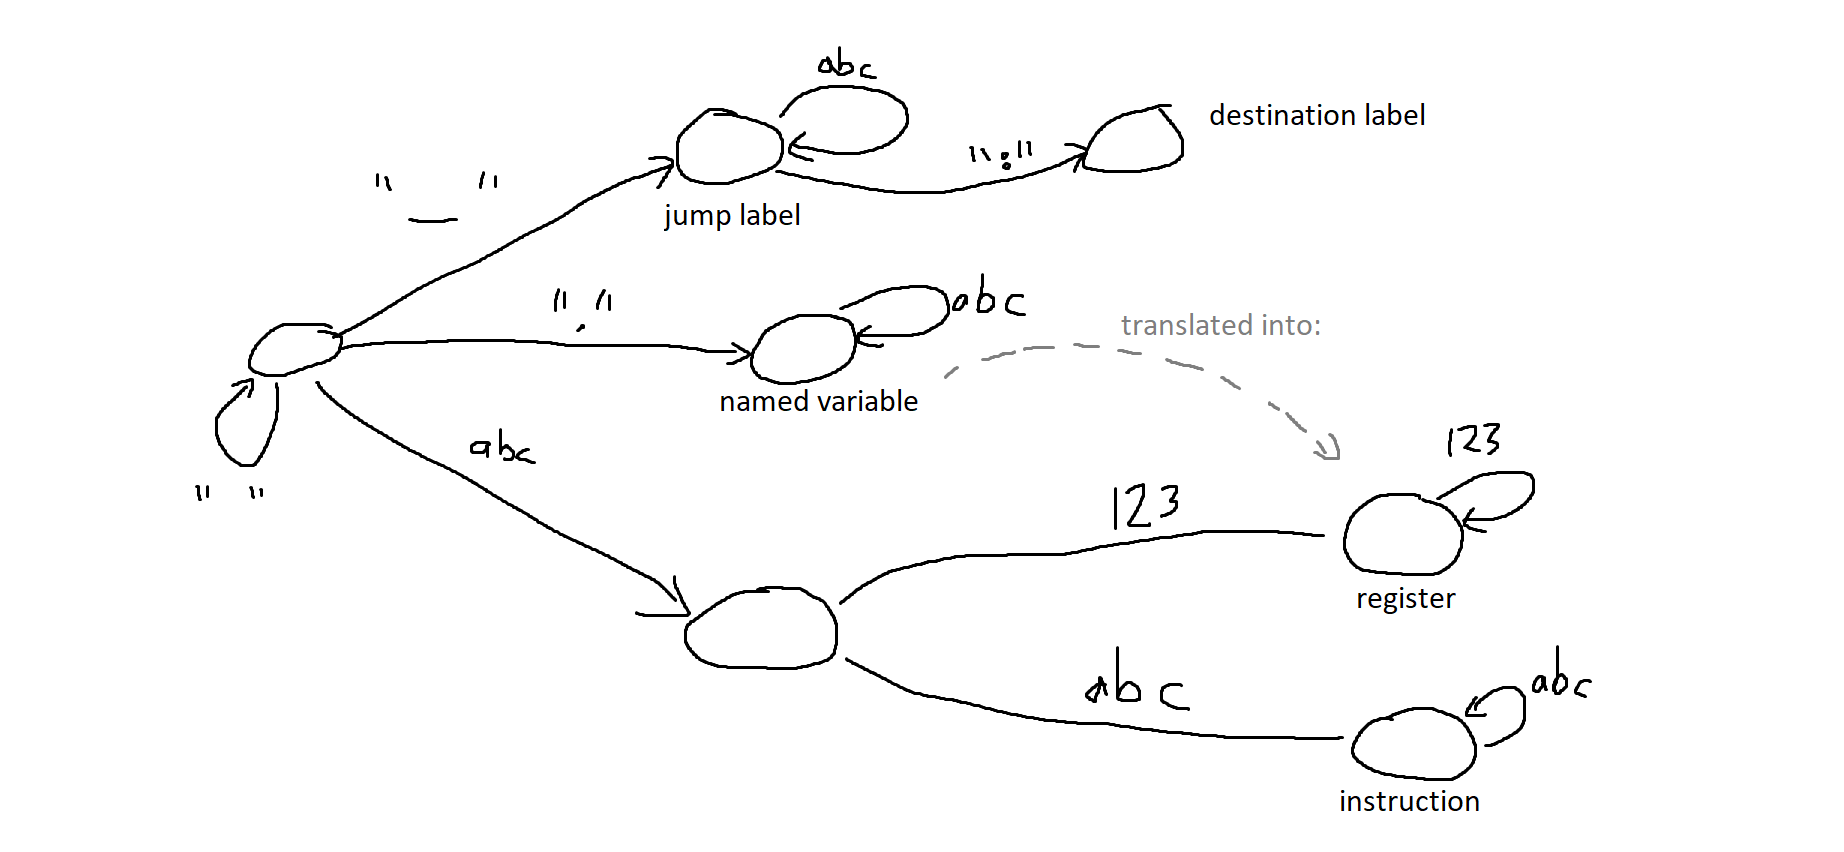 abc
destination label
":"
"_"
jump label
"."
abc
translated into:
named variable
abc
123
" "
123
register
abc
abc
instruction